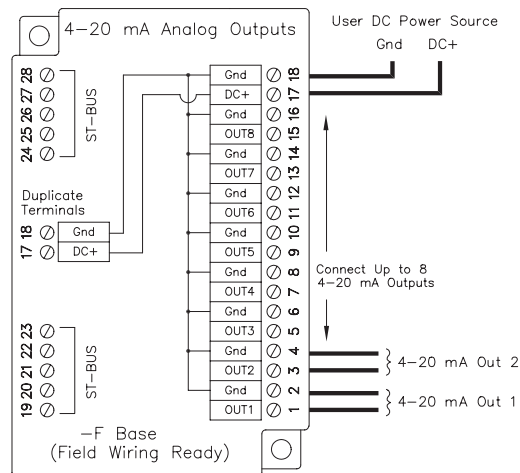 4-20 mA Analog Outputs
User DC Power Source
Gnd DC+
28
27
26
25
24
ST-BUS
Duplicate
Terminals
18 Gnd
17 DC+
23
22
21
20
19
ST-BUS
Gnd 18
DC+ 17
Gnd 16
OUT8 15
Gnd 14
OUT7 13
Gnd 12
OUT6 11
Gnd 10
OUT5 9
Gnd 8
OUT4 7
Gnd 6
OUT3 5
Gnd 4
OUT2 3
Gnd 2
OUT1 1
Connect Up to 8
4-20 mA Outputs
4-20 mA Out 2
4-20 mA Out 1
-F Base
(Field Wiring Ready)